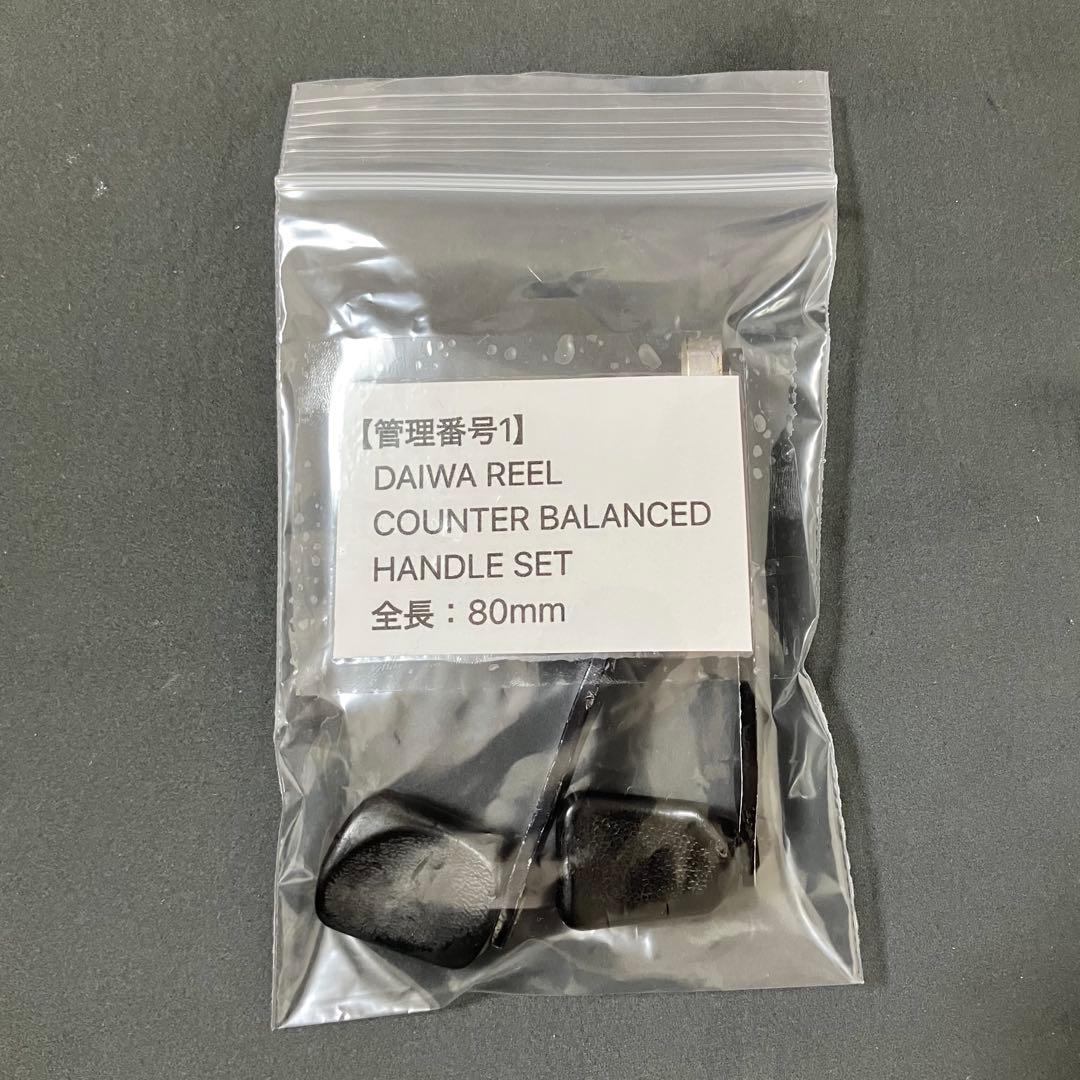 【管理番号1】
DAIWA REEL
COUNTER BALANCED
HANDLE SET
全長：80mm